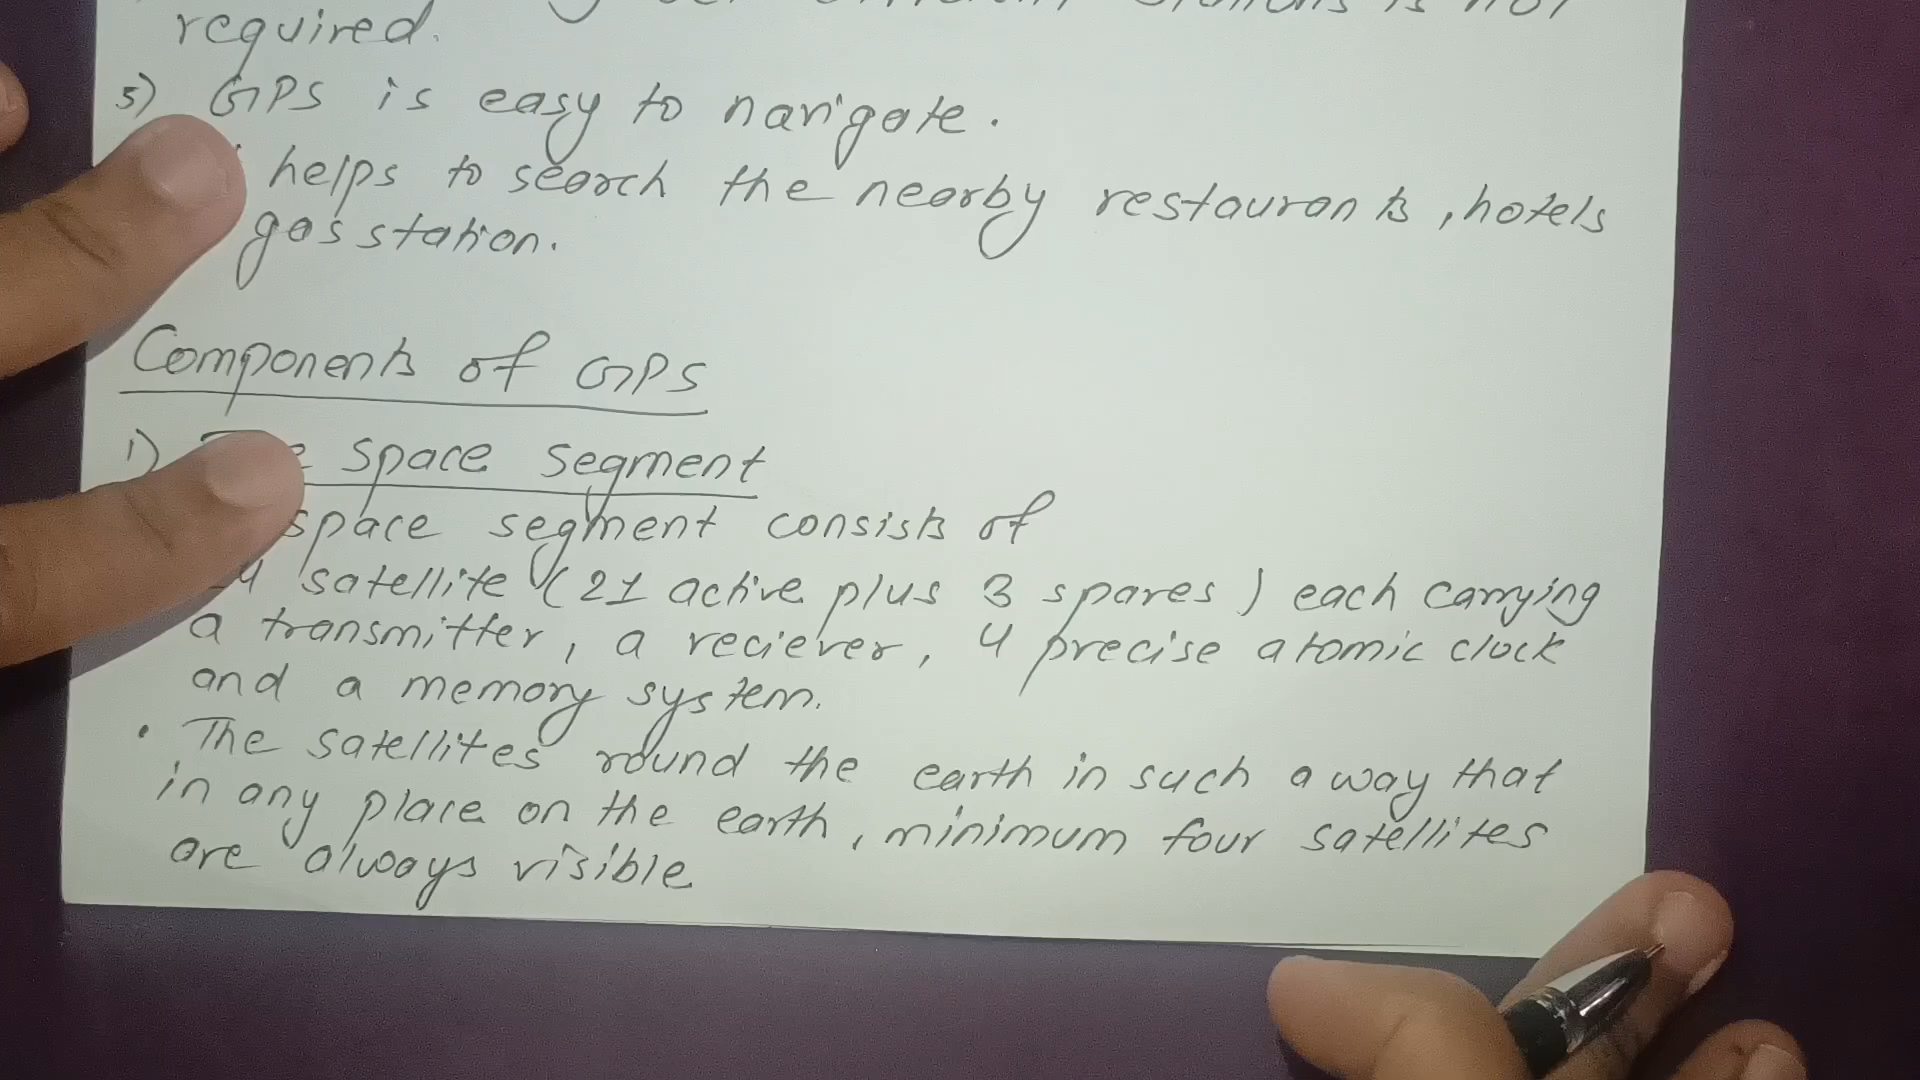 stations is not
required.
5) GPS is easy to navigate.
helps to search the nearby restaurants, hotels
gas station.
Components of GPS
1) space segment
space segment consists of
satellite (21 active plus 3 spares) each carrying
a transmitter, a reciever, 4 precise atomic clock
and a memory system.
• The satellites round the earth in such a way that
in any place on the earth, minimum four satellites
are always visible